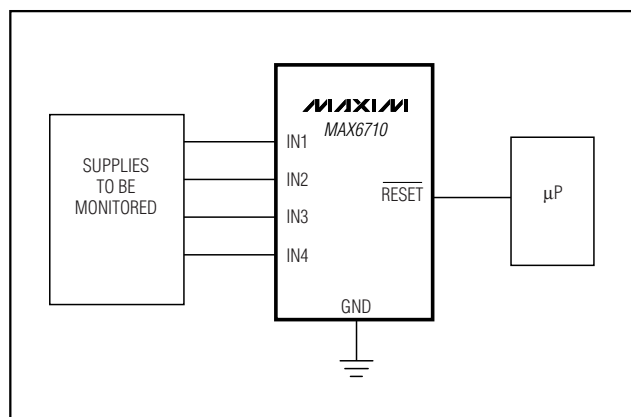 MAXIM
MAX6710
SUPPLIES
TO BE
MONITORED
IN1
IN2
IN3
IN4
RESET
GND
μP